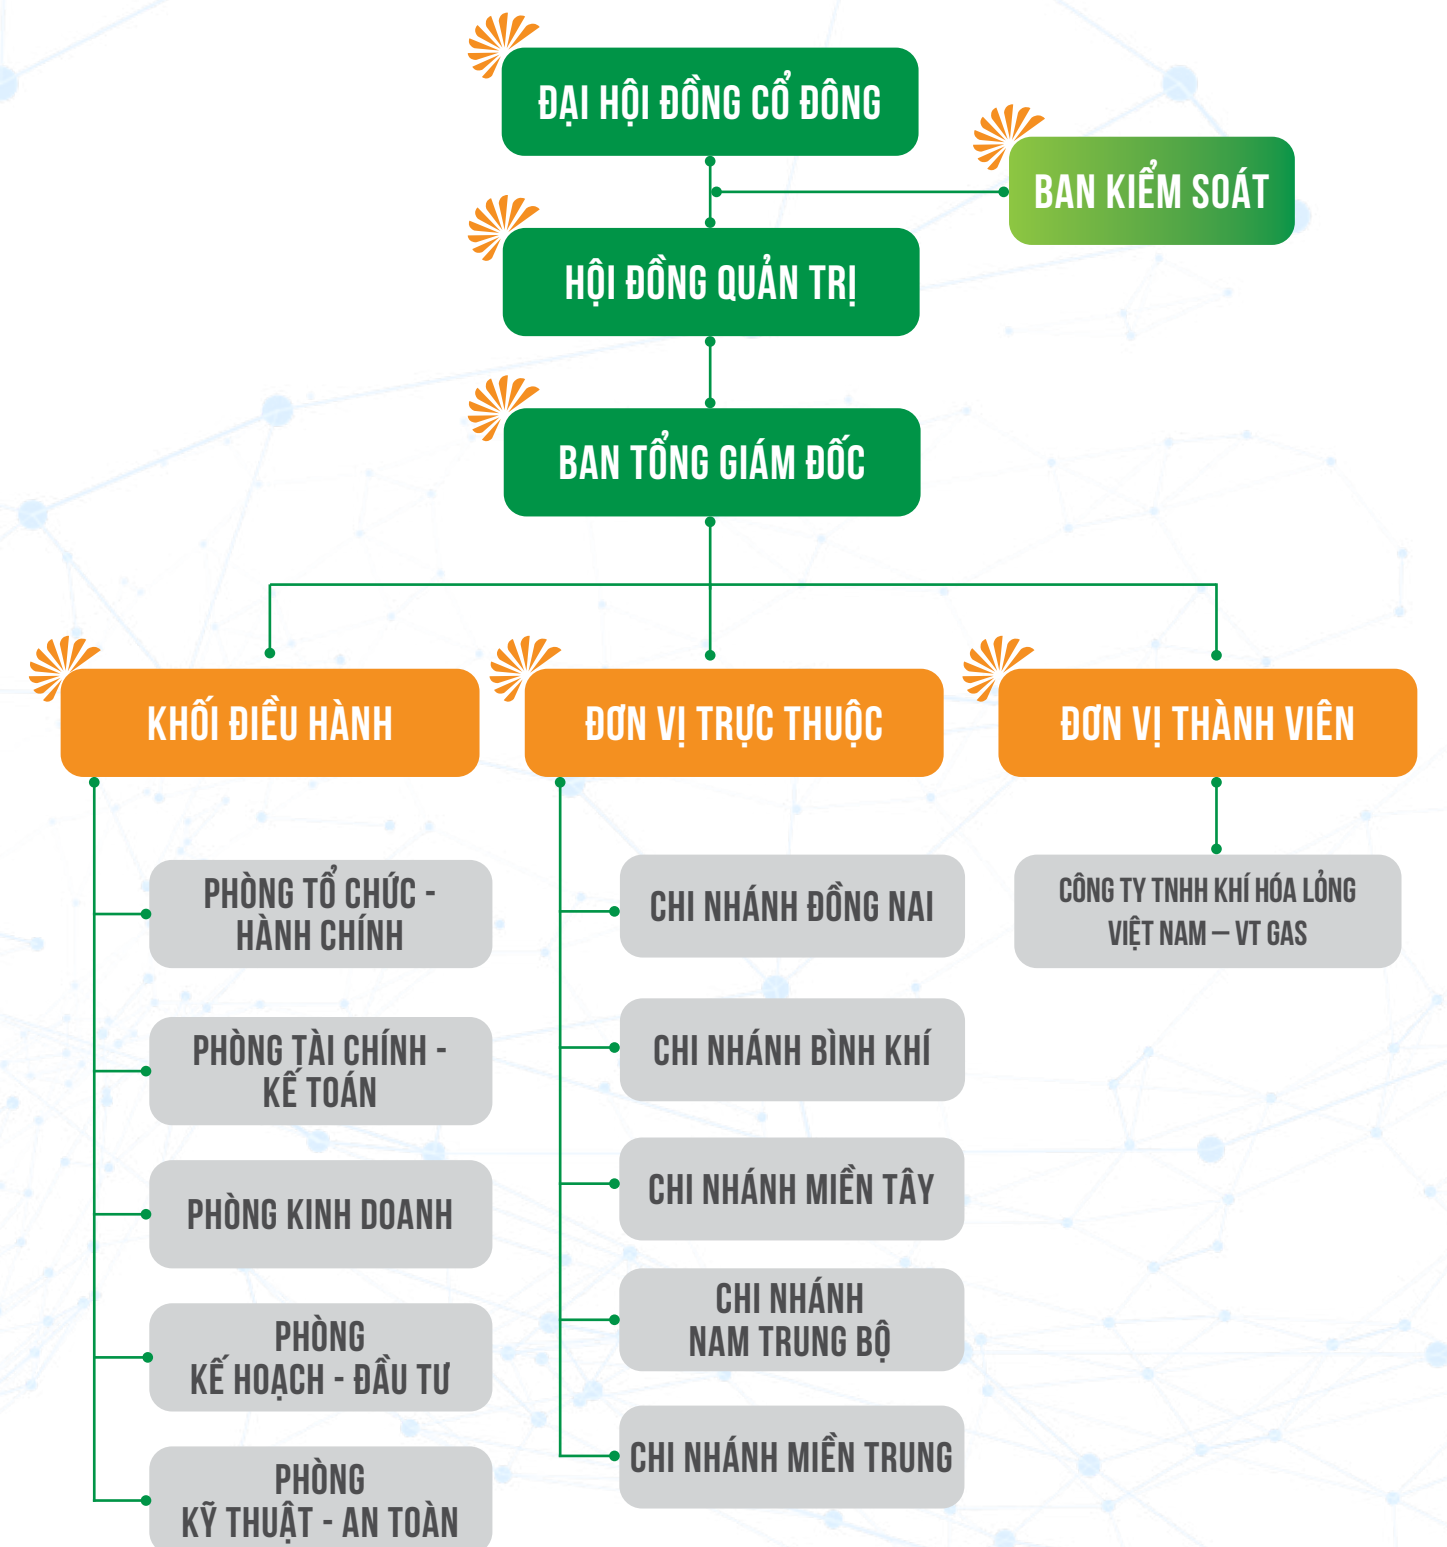 ĐẠI HỘI ĐỒNG CỔ ĐÔNG
BAN KIỂM SOÁT
HỘI ĐỒNG QUẢN TRỊ
BAN TỔNG GIÁM ĐỐC
KHỐI ĐIỀU HÀNH
PHÒNG TỔ CHỨC -
HÀNH CHÍNH
PHÒNG TÀI CHÍNH -
KẾ TOÁN
PHÒNG KINH DOANH
PHÒNG
KẾ HOẠCH - ĐẦU TƯ
PHÒNG
KỸ THUẬT - AN TOÀN
ĐƠN VỊ TRỰC THUỘC
CHI NHÁNH ĐỒNG NAI
CHI NHÁNH BÌNH KHÍ
CHI NHÁNH MIỀN TÂY
CHI NHÁNH
NAM TRUNG BỘ
CHI NHÁNH MIỀN TRUNG
ĐƠN VỊ THÀNH VIÊN
CÔNG TY TNHH KHÍ HÓA LỎNG
VIỆT NAM – VT GAS